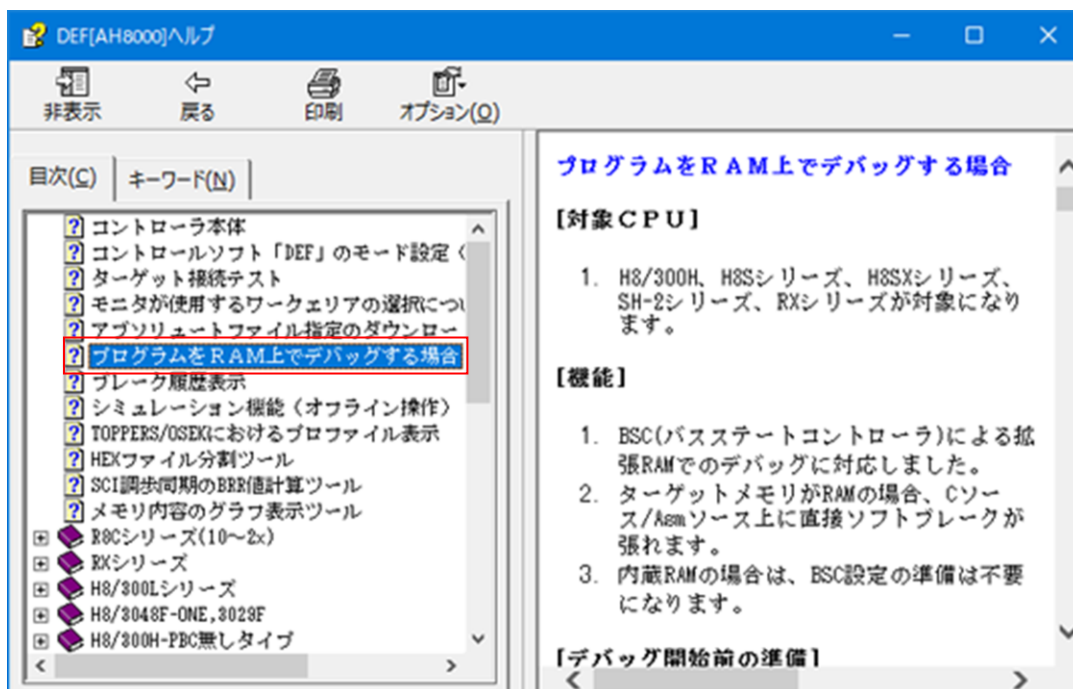 DEF[AH8000]ヘルプ
非表示 戻る 印刷 オプション(O)
目次(C) キーワード(N)
コントローラ本体
コントロールソフト「DEF」のモード設定
ターゲット接続テスト
モニタが使用するワークェリアの選択につい
アブソリュートファイル指定のダウンロー
プログラムをRAM上でデバッグする場合
ブレーク履歴表示
シミュレーション機能(オフライン操作)
TOPPERS/OSEKにおけるプロファイル表示
HEXファイル分割ツール
SCI調歩同期のBRR値計算ツール
メモリ内容のグラフ表示ツール
R8Cシリーズ(10~2x)
RXシリーズ
H8/300Lシリーズ
H8/3048F-ONE,3029F
H8/300H-PBC無しタイプ
プログラムをRAM上でデバッグする場合
[対象CPU]
1. H8/300H、H8Sシリーズ、H8SXシリーズ、
SH-2シリーズ、RXシリーズが対象になり
ます。
[機能]
1. BSC(バスステートコントローラ)による拡
張RAMでのデバッグに対応しました。
2. ターゲットメモリがRAMの場合、Cソー
ス/Asmソース上に直接ソフトブレークが
張れます。
3. 内蔵RAMの場合は、BSC設定の準備は不要
になります。
[デバッグ開始前の準備]